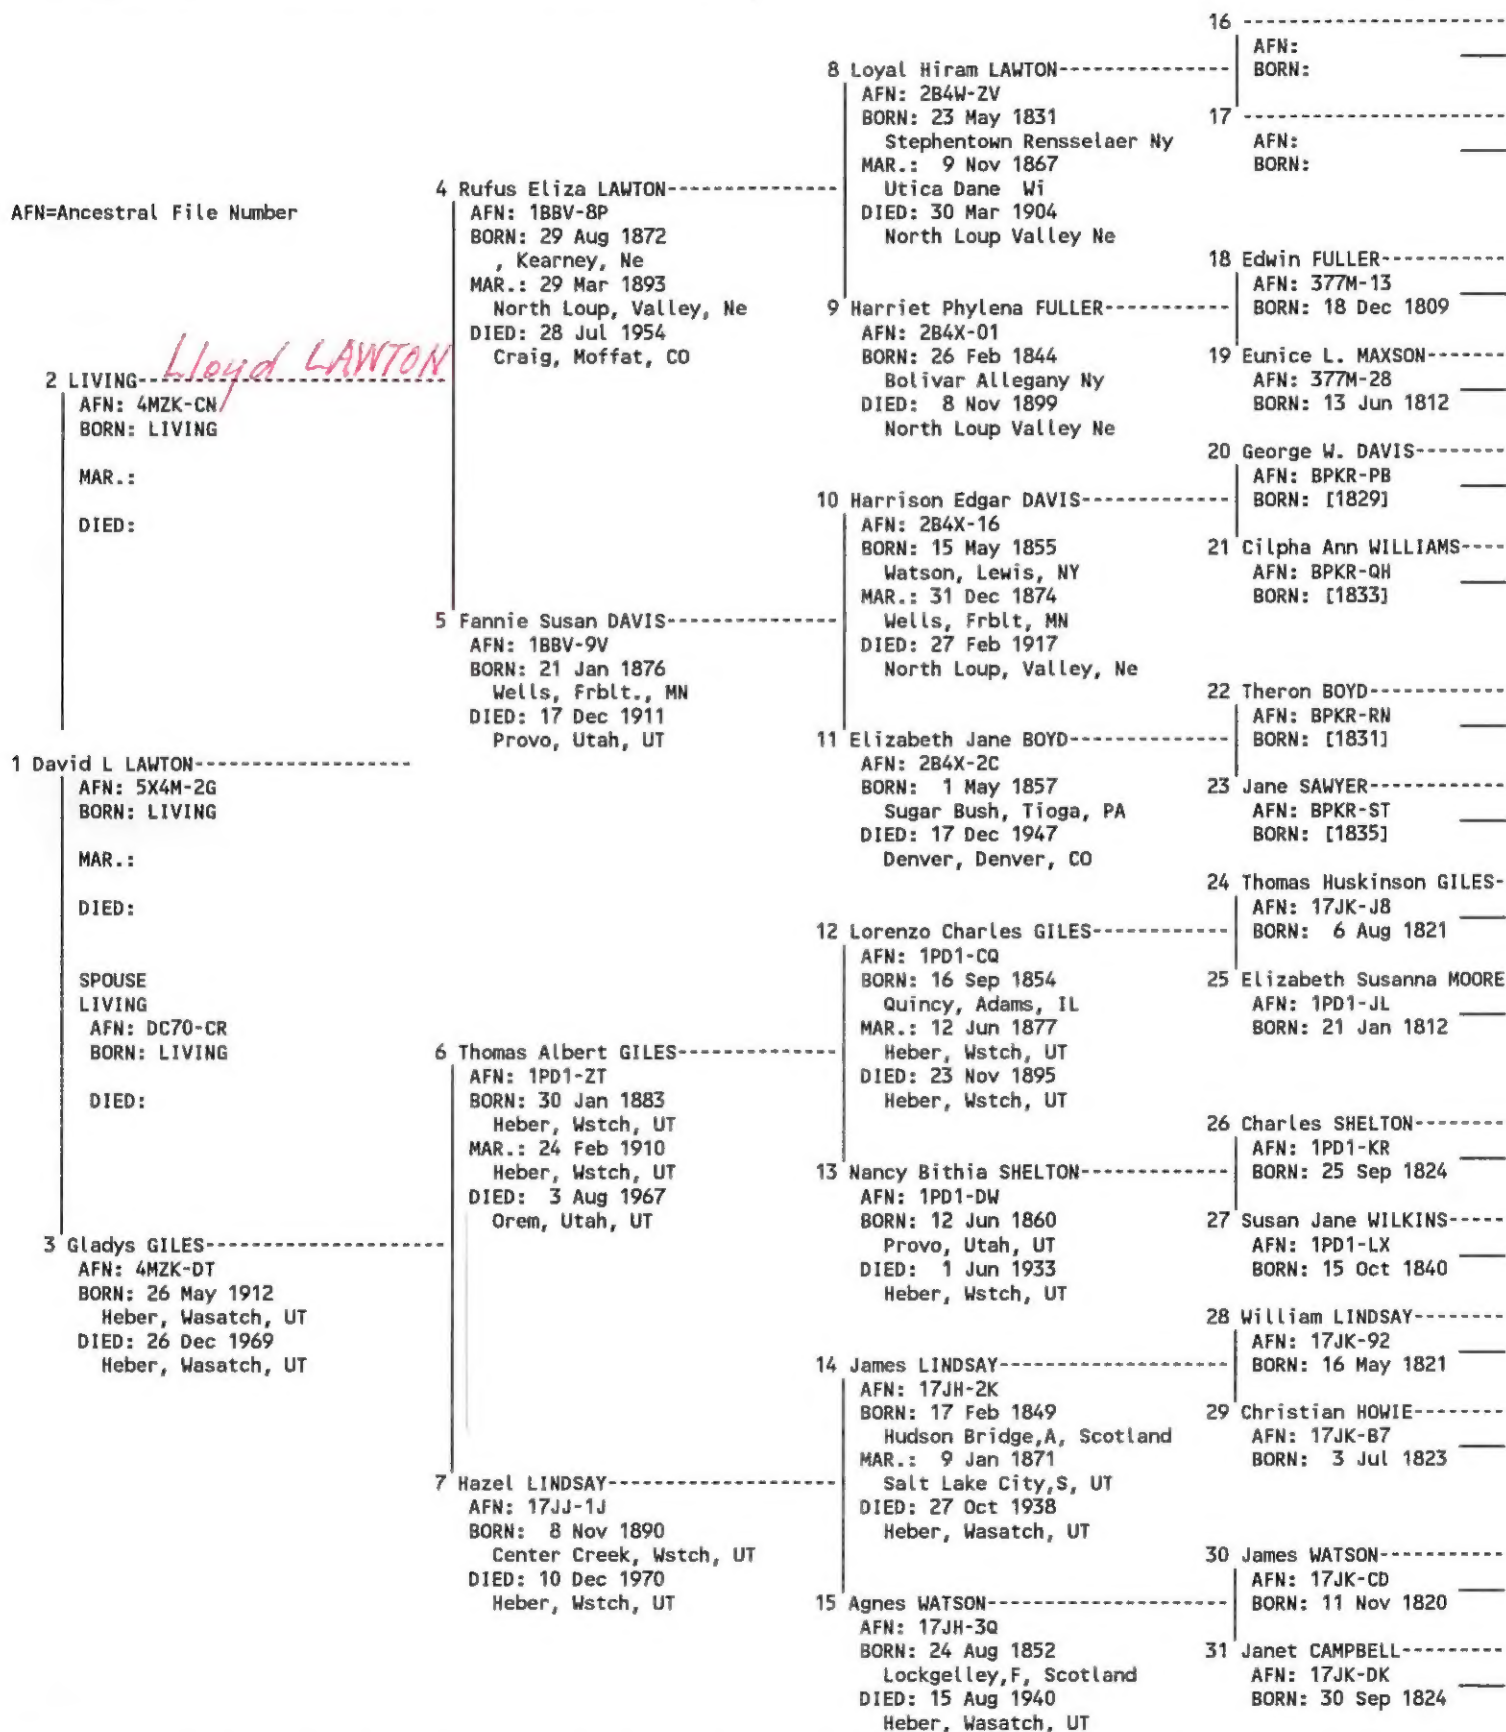 AFN=Ancestral File Number
1 David L LAWTON
AFN: 5X4M-2G
BORN: LIVING
MAR.:
DIED:
SPOUSE
LIVING
AFN: DC70-CR
BORN: LIVING
DIED:
2 LIVING Lloyd LAWTON
AFN: 4MZK-CN
BORN: LIVING
MAR.:
DIED:
3 Gladys GILES
AFN: 4MZK-DT
BORN: 26 May 1912
Heber, Wasatch, UT
DIED: 26 Dec 1969
Heber, Wasatch, UT
4 Rufus Eliza LAWTON
AFN: 1BBV-8P
BORN: 29 Aug 1872
, Kearney, Ne
MAR.: 29 Mar 1893
North Loup, Valley, Ne
DIED: 28 Jul 1954
Craig, Moffat, CO
5 Fannie Susan DAVIS
AFN: 1BBV-9V
BORN: 21 Jan 1876
Wells, Frblt., MN
DIED: 17 Dec 1911
Provo, Utah, UT
6 Thomas Albert GILES
AFN: 1PD1-ZT
BORN: 30 Jan 1883
Heber, Wstch, UT
MAR.: 24 Feb 1910
Heber, Wstch, UT
DIED: 3 Aug 1967
Orem, Utah, UT
7 Hazel LINDSAY
AFN: 17JJ-1J
BORN: 8 Nov 1890
Center Creek, Wstch, UT
DIED: 10 Dec 1970
Heber, Wstch, UT
8 Loyal Hiram LAWTON
AFN: 2B4W-ZV
BORN: 23 May 1831
Stephentown Rensselaer Ny
MAR.: 9 Nov 1867
Utica Dane Wi
DIED: 30 Mar 1904
North Loup Valley Ne
9 Harriet Phylena FULLER
AFN: 2B4X-01
BORN: 26 Feb 1844
Bolivar Allegany Ny
DIED: 8 Nov 1899
North Loup Valley Ne
10 Harrison Edgar DAVIS
AFN: 2B4X-16
BORN: 15 May 1855
Watson, Lewis, NY
MAR.: 31 Dec 1874
Wells, Frblt, MN
DIED: 27 Feb 1917
North Loup, Valley, Ne
11 Elizabeth Jane BOYD
AFN: 2B4X-2C
BORN: 1 May 1857
Sugar Bush, Tioga, PA
DIED: 17 Dec 1947
Denver, Denver, CO
12 Lorenzo Charles GILES
AFN: 1PD1-CQ
BORN: 16 Sep 1854
Quincy, Adams, IL
MAR.: 12 Jun 1877
Heber, Wstch, UT
DIED: 23 Nov 1895
Heber, Wstch, UT
13 Nancy Bithia SHELTON
AFN: 1PD1-DW
BORN: 12 Jun 1860
Provo, Utah, UT
DIED: 1 Jun 1933
Heber, Wstch, UT
14 James LINDSAY
AFN: 17JH-2K
BORN: 17 Feb 1849
Hudson Bridge,A, Scotland
MAR.: 9 Jan 1871
Salt Lake City,S, UT
DIED: 27 Oct 1938
Heber, Wasatch, UT
15 Agnes WATSON
AFN: 17JH-3Q
BORN: 24 Aug 1852
Lockgelley,F, Scotland
DIED: 15 Aug 1940
Heber, Wasatch, UT
16
AFN:
BORN:
17
AFN:
BORN:
18 Edwin FULLER
AFN: 377M-13
BORN: 18 Dec 1809
19 Eunice L. MAXSON
AFN: 377M-28
BORN: 13 Jun 1812
20 George W. DAVIS
AFN: BPKR-PB
BORN: [1829]
21 Cilpha Ann WILLIAMS
AFN: BPKR-QH
BORN: [1833]
22 Theron BOYD
AFN: BPKR-RN
BORN: [1831]
23 Jane SAWYER
AFN: BPKR-ST
BORN: [1835]
24 Thomas Huskinson GILES
AFN: 17JK-J8
BORN: 6 Aug 1821
25 Elizabeth Susanna MOORE
AFN: 1PD1-JL
BORN: 21 Jan 1812
26 Charles SHELTON
AFN: 1PD1-KR
BORN: 25 Sep 1824
27 Susan Jane WILKINS
AFN: 1PD1-LX
BORN: 15 Oct 1840
28 William LINDSAY
AFN: 17JK-92
BORN: 16 May 1821
29 Christian HOWIE
AFN: 17JK-B7
BORN: 3 Jul 1823
30 James WATSON
AFN: 17JK-CD
BORN: 11 Nov 1820
31 Janet CAMPBELL
AFN: 17JK-DK
BORN: 30 Sep 1824